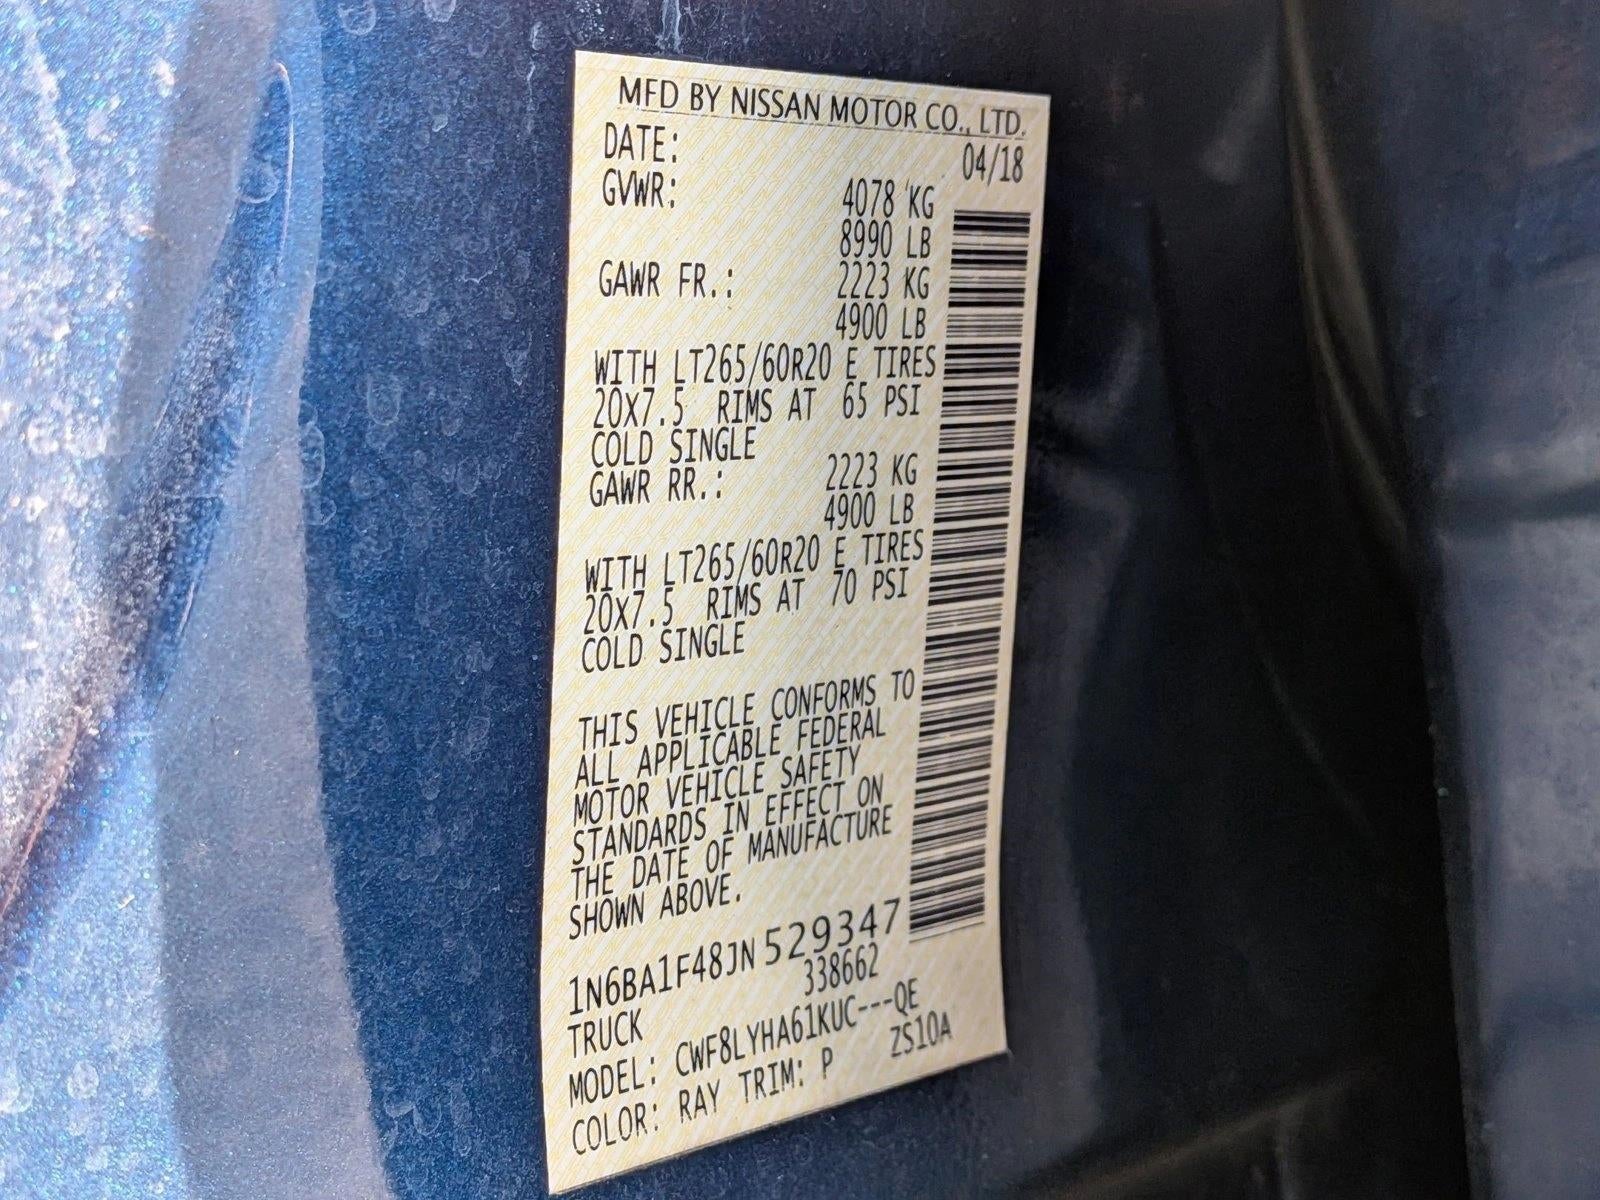 MFD BY NISSAN MOTOR CO., LTD.
DATE: 04/18
GVWR: 4078 KG
8990 LB
GAWR FR.: 2223 KG
4900 LB
WITH LT265/60R20 E TIRES
20X7.5 RIMS AT 65 PSI
COLD SINGLE
GAWR RR.: 2223 KG
4900 LB
WITH LT265/60R20 E TIRES
20X7.5 RIMS AT 70 PSI
COLD SINGLE
THIS VEHICLE CONFORMS TO
ALL APPLICABLE FEDERAL
MOTOR VEHICLE SAFETY
STANDARDS IN EFFECT ON
THE DATE OF MANUFACTURE
SHOWN ABOVE.
1N6BA1F48JN 529347
TRUCK 338662
MODEL: CWF8LYHA61KUC---QE
COLOR: RAY TRIM: P ZS10A